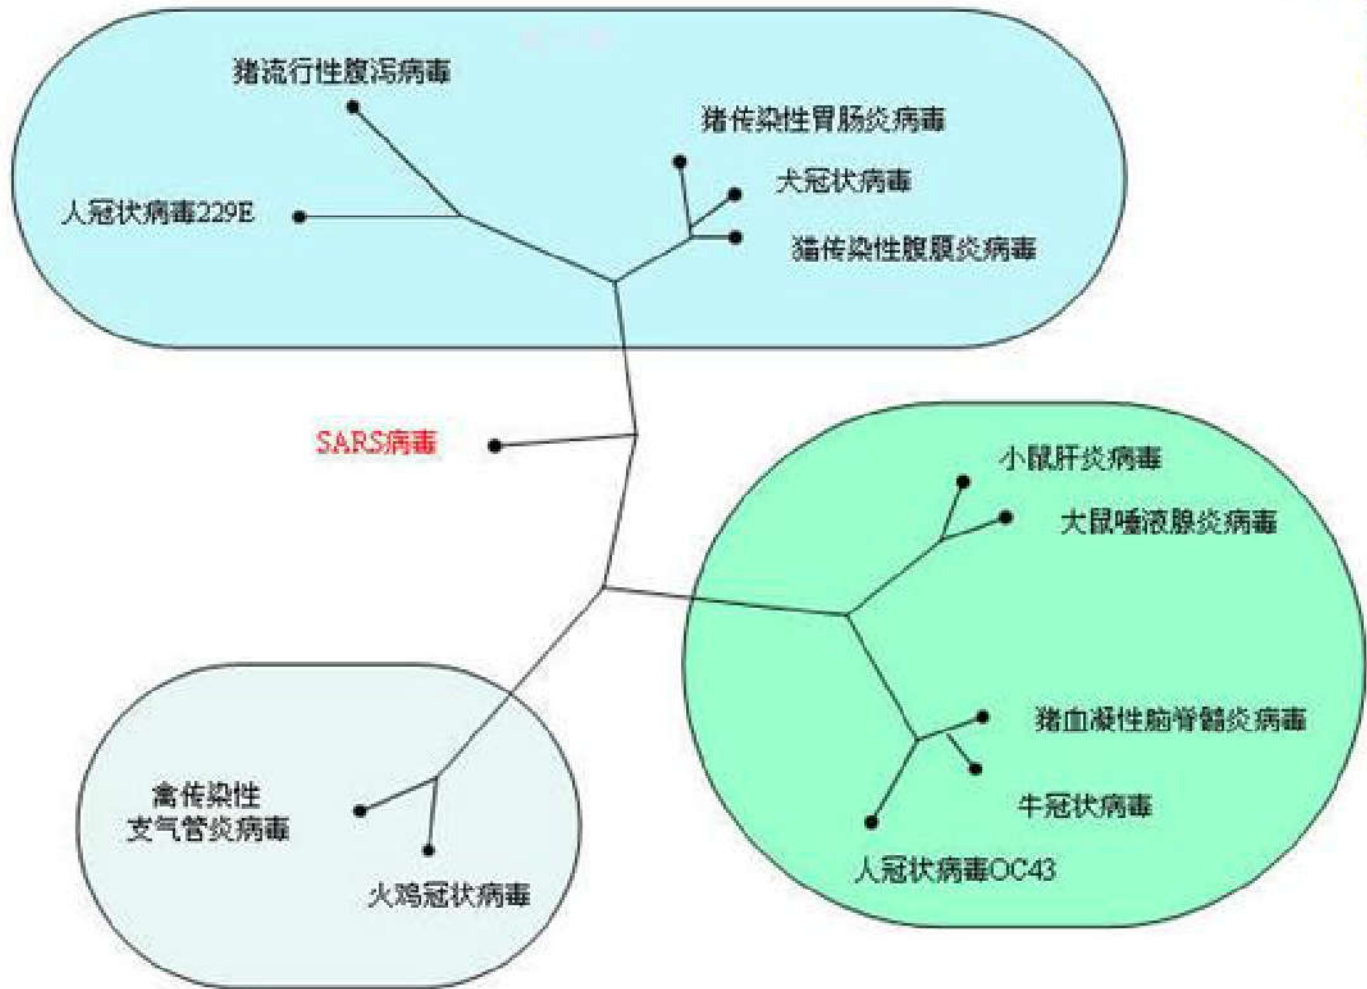 猪流行性腹泻病毒
猪传染性胃肠炎病毒
犬冠状病毒
人冠状病毒229E
猫传染性腹膜炎病毒
SARS病毒
小鼠肝炎病毒
大鼠唾液腺炎病毒
猪血凝性脑脊髓炎病毒
禽传染性
支气管炎病毒
牛冠状病毒
人冠状病毒OC43
火鸡冠状病毒